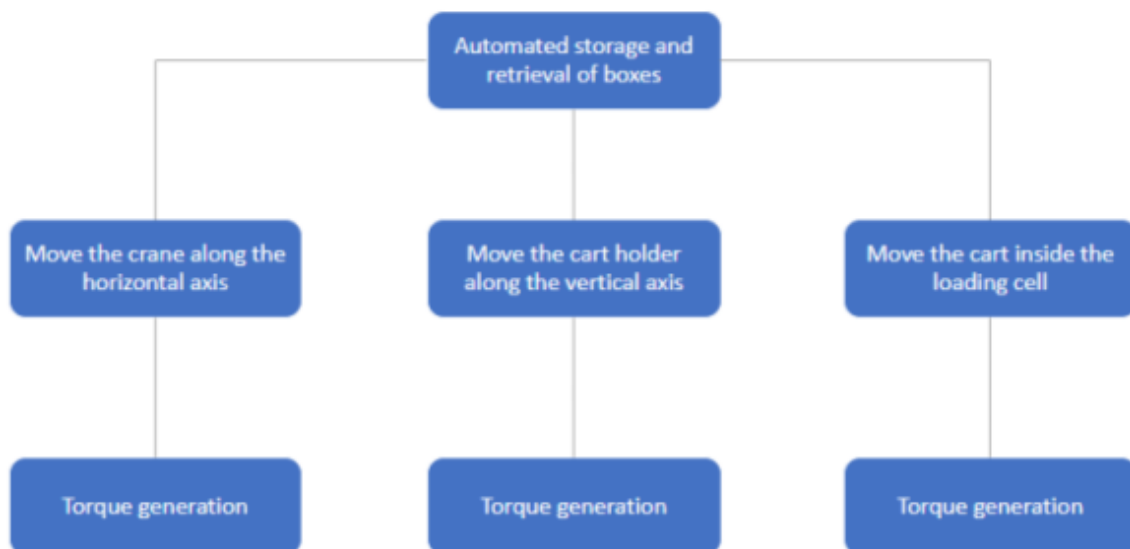 Automated storage and
retrieval of boxes
Move the crane along the
horizontal axis
Move the cart holder
along the vertical axis
Move the cart inside the
loading cell
Torque generation
Torque generation
Torque generation